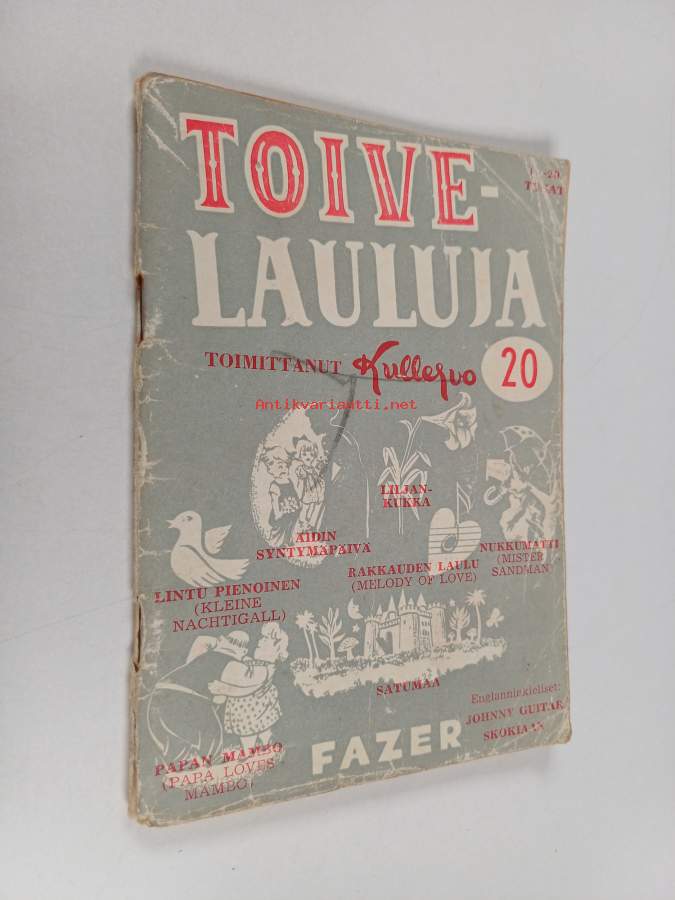 TOIVE-
LAULUJA
TOIMITTANUT Kullervo 20
Antikvariaatti.net
LILJAN-
KUKKA
ÄIDIN
SYNTYMÄPÄIVÄ
NUKKUMATTI
(MISTER
SANDMAN)
RAKKAUDEN LAULU
(MELODY OF LOVE)
LINTU PIENOINEN
(KLEINE
NACHTIGALL)
SATUMAA
Englanninkieliset:
JOHNNY GUITAR
SKOKIAAN
FAZER
PAPAN MAMBO
(PAPA LOVES
MAMBO)